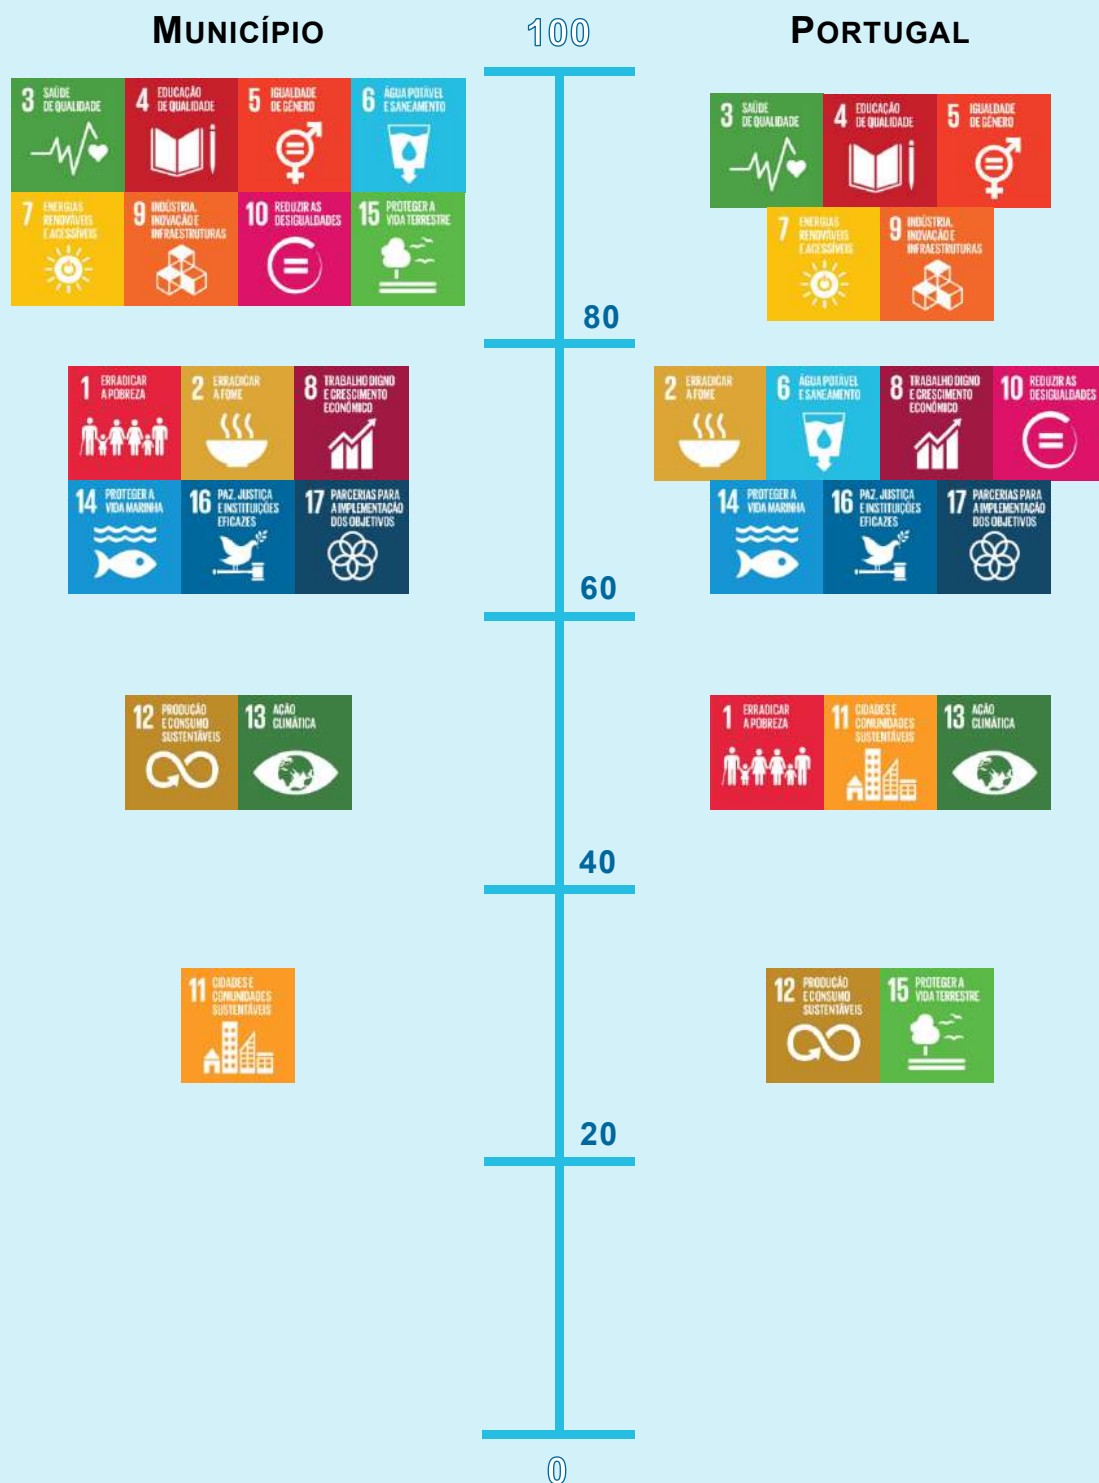 MUNICÍPIO
100
PORTUGAL
3 SAÚDE
DE QUALIDADE
4 EDUCAÇÃO
DE QUALIDADE
5 IGUALDADE
DE GÉNERO
6 ÁGUA POTÁVEL
E SANEAMENTO
7 ENERGIAS
RENOVÁVEIS
E ACESSÍVEIS
9 INDÚSTRIA,
INOVAÇÃO E
INFRAESTRUTURAS
10 REDUZIR AS
DESIGUALDADES
15 PROTEGER A
VIDA TERRESTRE
3 SAÚDE
DE QUALIDADE
4 EDUCAÇÃO
DE QUALIDADE
5 IGUALDADE
DE GÉNERO
7 ENERGIAS
RENOVÁVEIS
E ACESSÍVEIS
9 INDÚSTRIA,
INOVAÇÃO E
INFRAESTRUTURAS
80
1 ERRADICAR
A POBREZA
2 ERRADICAR
A FOME
8 TRABALHO DIGNO
E CRESCIMENTO
ECONÓMICO
14 PROTEGER A
VIDA MARINHA
16 PAZ, JUSTIÇA
E INSTITUIÇÕES
EFICAZES
17 PARCERIAS PARA
A IMPLEMENTAÇÃO
DOS OBJETIVOS
2 ERRADICAR
A FOME
6 ÁGUA POTÁVEL
E SANEAMENTO
8 TRABALHO DIGNO
E CRESCIMENTO
ECONÓMICO
10 REDUZIR AS
DESIGUALDADES
14 PROTEGER A
VIDA MARINHA
16 PAZ, JUSTIÇA
E INSTITUIÇÕES
EFICAZES
17 PARCERIAS PARA
A IMPLEMENTAÇÃO
DOS OBJETIVOS
60
12 PRODUÇÃO
E CONSUMO
SUSTENTÁVEIS
13 AÇÃO
CLIMÁTICA
1 ERRADICAR
A POBREZA
11 CIDADES E
COMUNIDADES
SUSTENTÁVEIS
13 AÇÃO
CLIMÁTICA
40
11 CIDADES E
COMUNIDADES
SUSTENTÁVEIS
12 PRODUÇÃO
E CONSUMO
SUSTENTÁVEIS
15 PROTEGER A
VIDA TERRESTRE
20
0